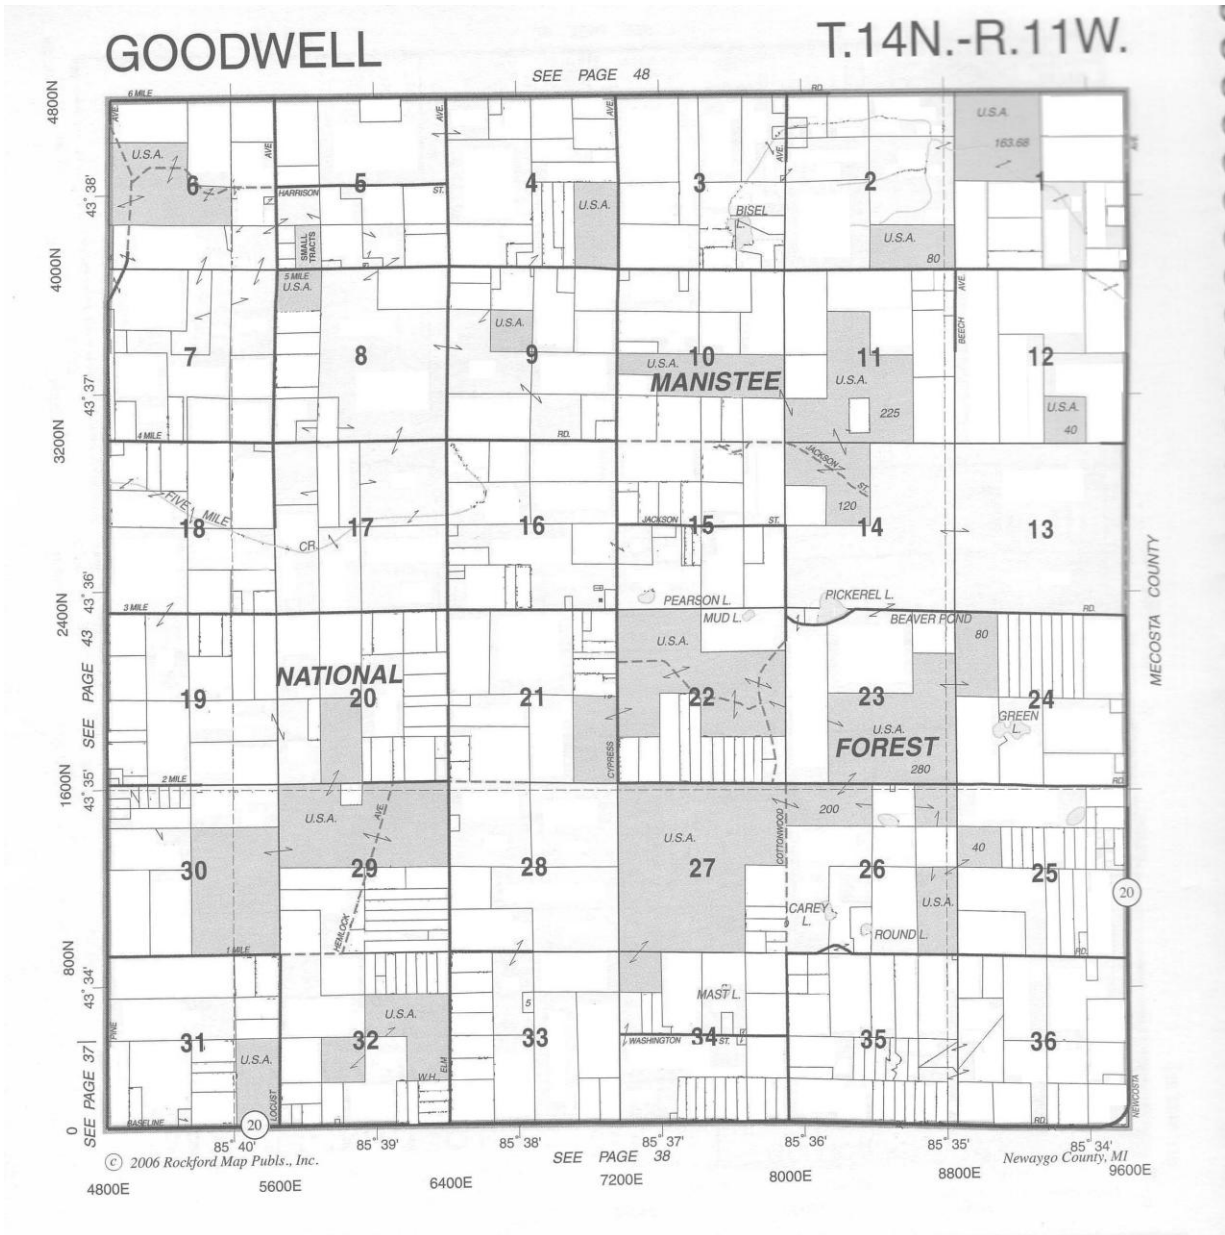 GOODWELL
T.14N.-R.11W.
SEE PAGE 48
6 MILE
RD.
4800N
AVE.
AVE.
AVE.
AVE.
AVE.
AVE.
U.S.A.
U.S.A.
163.68
43° 38'
6
5
4
3
2
1
HARRISON
ST.
U.S.A.
BISEL
SMALL
TRACTS
U.S.A.
80
4000N
5 MILE
U.S.A.
AVE.
BEECH
U.S.A.
7
8
9
10
11
12
U.S.A.
MANISTEE
U.S.A.
43° 37'
225
U.S.A.
40
3200N
4 MILE
RD.
JACKSON
ST.
FIVE
MILE
CR.
120
18
17
16
15
14
13
JACKSON
ST.
43° 36'
MECOSTA COUNTY
PEARSON L.
PICKEREL L.
2400N
3 MILE
MUD L.
BEAVER POND
RD.
U.S.A.
80
SEE PAGE 43
NATIONAL
19
20
21
22
23
24
GREEN
L.
U.S.A.
FOREST
CYPRESS
280
43° 35'
1600N
2 MILE
RD.
U.S.A.
AVE.
200
U.S.A.
COTTONWOOD
40
30
29
28
27
26
25
20
U.S.A.
CAREY
L.
ROUND L.
HEMLOCK
800N
1 MILE
RD.
43° 34'
MAST L.
5
U.S.A.
PINE
31
32
33
34
35
36
WASHINGTON
ST.
U.S.A.
W.H.
ELM
LOCUST
NEWCOSTA
SEE PAGE 37
0
BASELINE
20
RD.
85° 40'
85° 39'
85° 38'
85° 37'
85° 36'
85° 35'
85° 34'
© 2006 Rockford Map Publs., Inc.
SEE PAGE 38
Newaygo County, MI
4800E
5600E
6400E
7200E
8000E
8800E
9600E